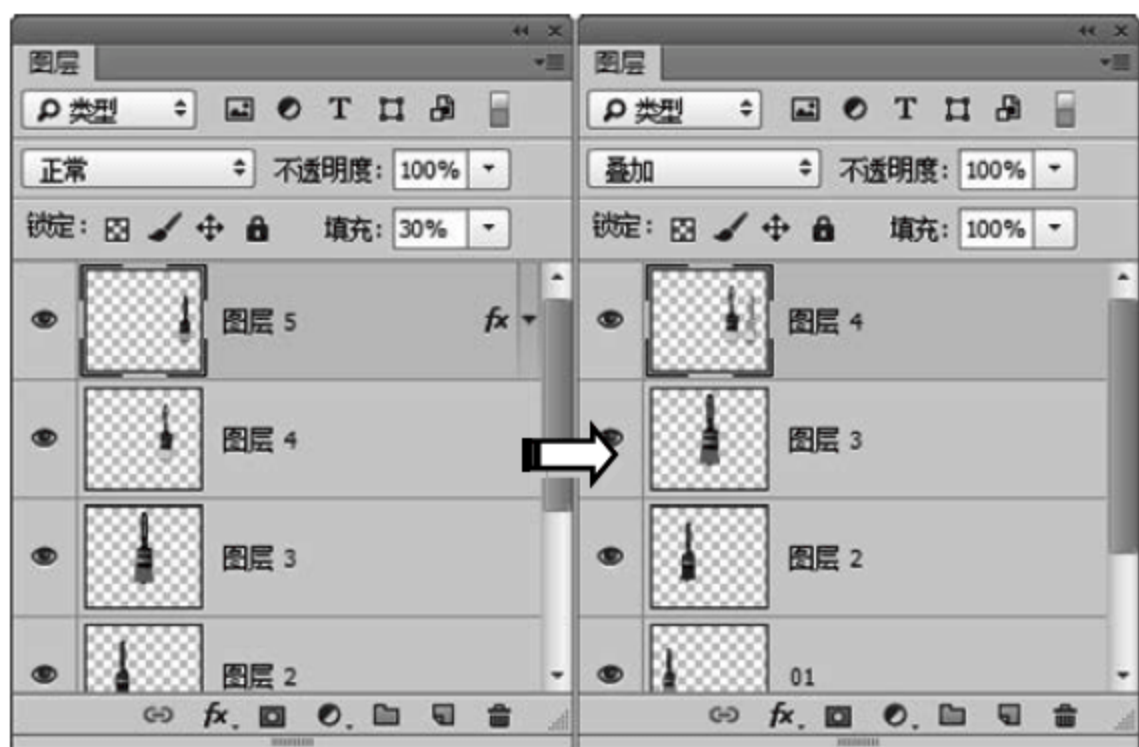 图层
类型 T
正常 不透明度: 100%
锁定: 填充: 30%
图层 5 fx
图层 4
图层 3
图层 2
fx.
图层
类型 T
叠加 不透明度: 100%
锁定: 填充: 100%
图层 4
图层 3
图层 2
01
fx.